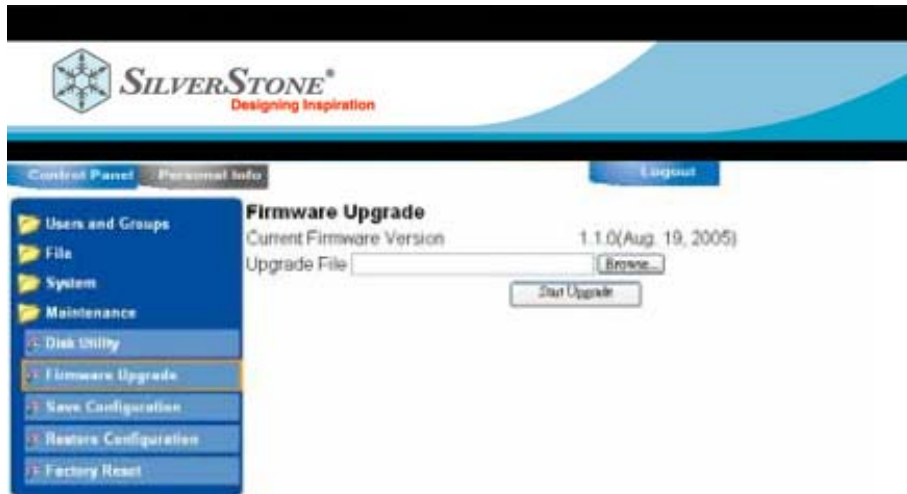 SILVERSTONE®
Designing Inspiration
Control Panel Personal Info Logout
Users and Groups
File
System
Maintenance
Disk Utility
Firmware Upgrade
Save Configuration
Restore Configuration
Factory Reset
Firmware Upgrade
Current Firmware Version 1.1.0(Aug. 19, 2005)
Upgrade File Browse...
Start Upgrade